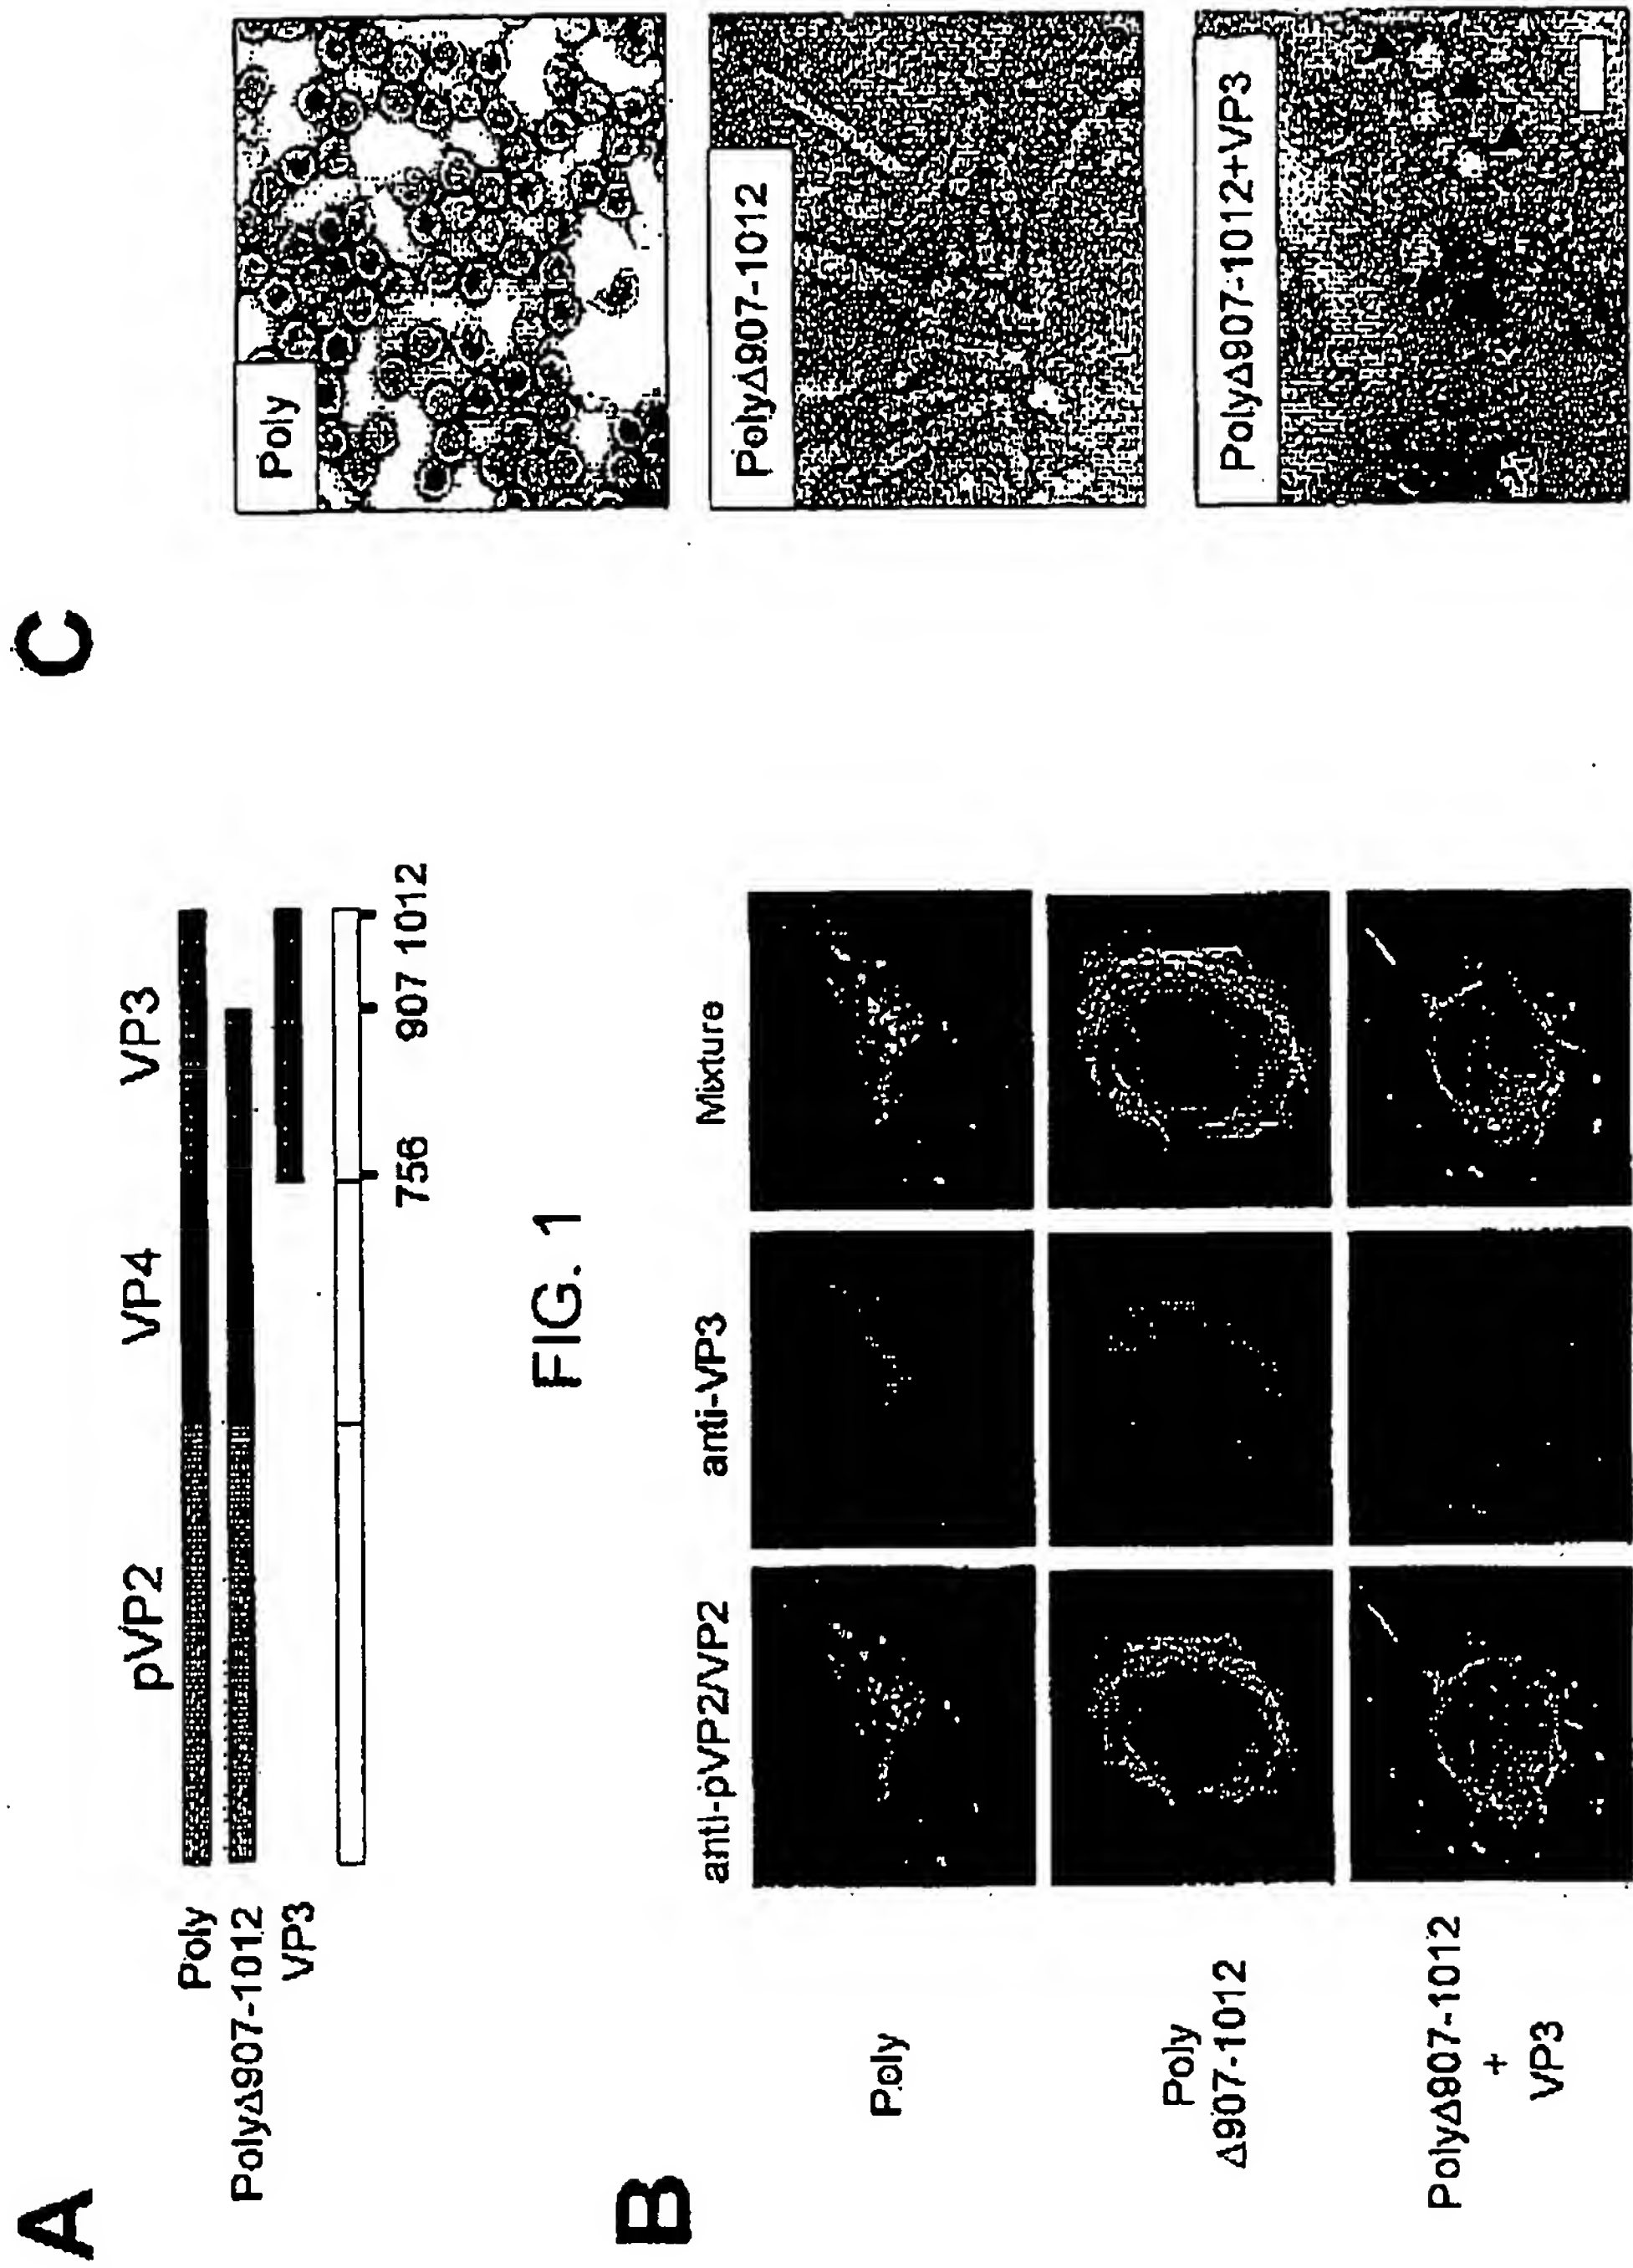 A
pVP2 VP4 VP3
Poly
PolyΔ907-1012
VP3
756 907 1012
FIG. 1
B
anti-pVP2/VP2 anti-VP3 Mixture
Poly
Poly
Δ907-1012
PolyΔ907-1012
+
VP3
C
Poly
PolyΔ907-1012
PolyΔ907-1012+VP3